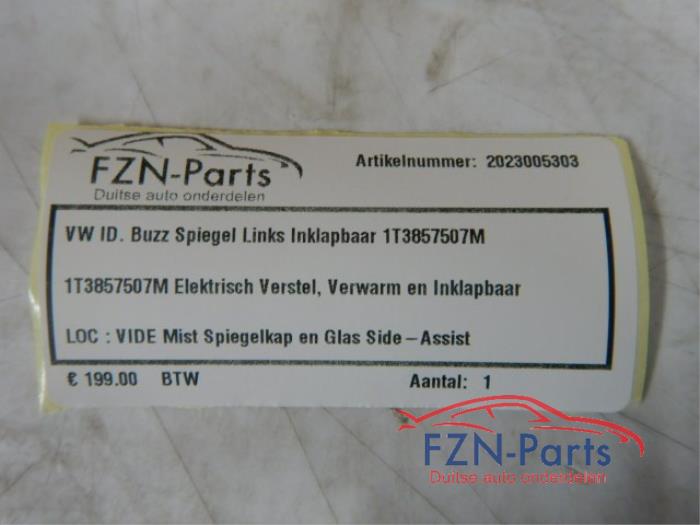 FZN-Parts
Duitse auto onderdelen
Artikelnummer: 2023005303
VW ID. Buzz Spiegel Links Inklapbaar 1T3857507M
1T3857507M Elektrisch Verstel, Verwarm en Inklapbaar
LOC : VIDE Mist Spiegelkap en Glas Side – Assist
€ 199.00 BTW
Aantal: 1
FZN-Parts
Duitse auto onderdelen